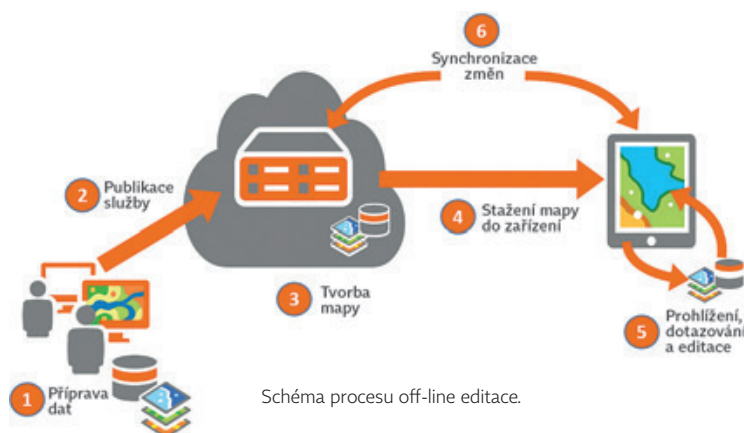 1 Příprava
dat
2 Publikace
služby
3 Tvorba
mapy
4 Stažení mapy
do zařízení
5 Prohlížení,
dotazování
a editace
6
Synchronizace
změn
Schéma procesu off-line editace.